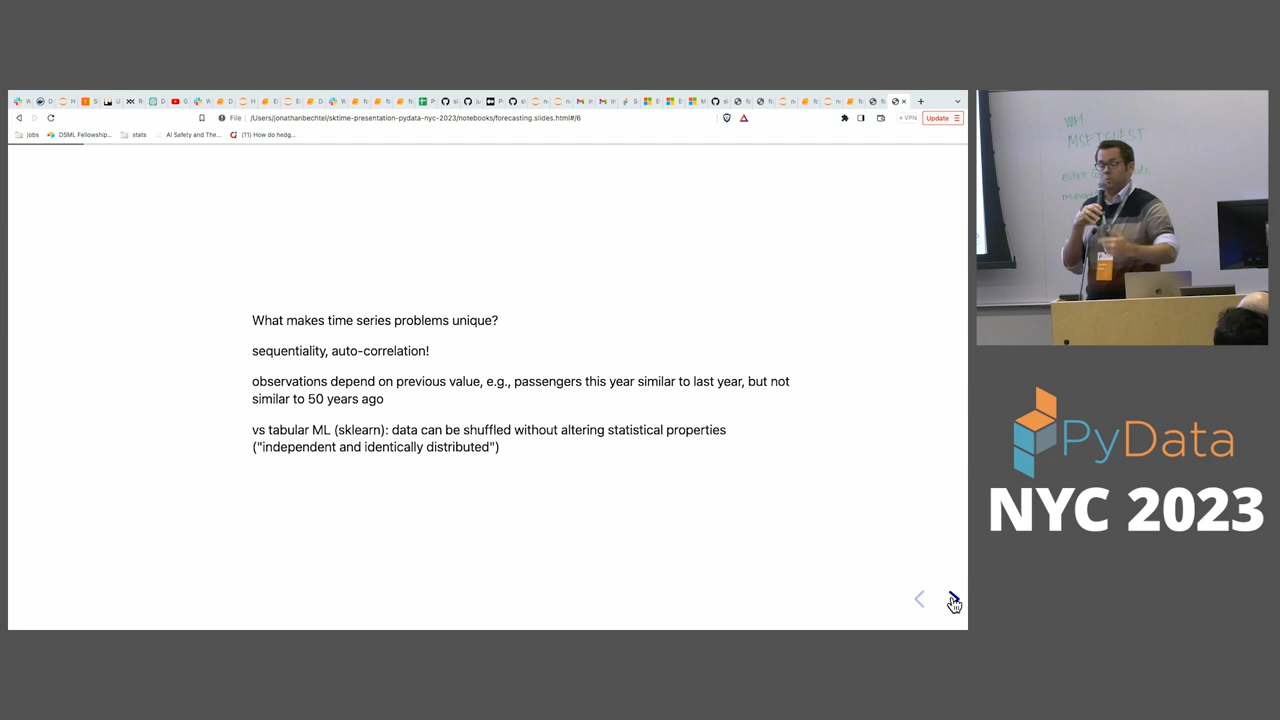 File
/Users/jonathanbechtel/sktime-presentation-pydata-nyc-2023/notebooks/forecasting.slides.html#/6
VPN
Update
jobs
DSML Fellowship...
stats
AI Safety and The...
(11) How do hedg...
What makes time series problems unique?
sequentiality, auto-correlation!
observations depend on previous value, e.g., passengers this year similar to last year, but not
similar to 50 years ago
vs tabular ML (sklearn): data can be shuffled without altering statistical properties
("independent and identically distributed")
MSFTGUEST
PyData
NYC 2023